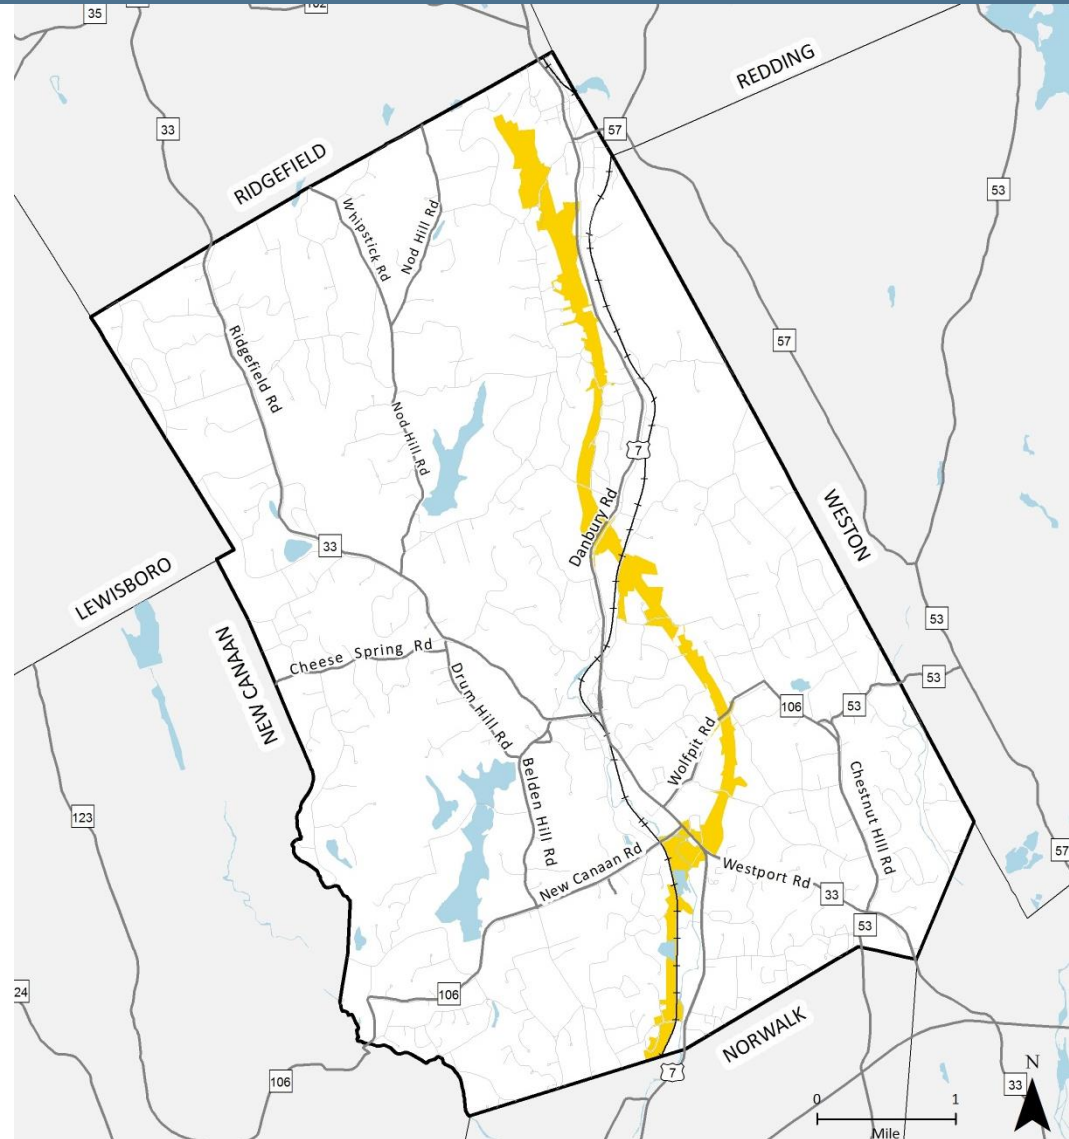 35
102
REDDING
33
57
RIDGEFIELD
53
Whipstick Rd
Nod Hill Rd
57
Ridgefield Rd
Nod Hill Rd
7
WESTON
Danbury Rd
33
LEWISBORO
53
NEW CANAAN
Cheese Spring Rd
53
Drum Hill Rd
106
53
Wolfpit Rd
Belden Hill Rd
Chestnut Hill Rd
123
57
New Canaan Rd
Westport Rd
33
53
24
106
NORWALK
7
106
33
N
0 1
Mile